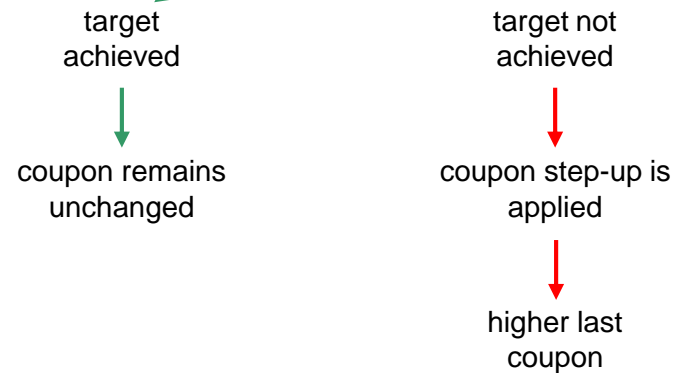 target
achieved
target not
achieved
coupon remains
unchanged
coupon step-up is
applied
higher last
coupon